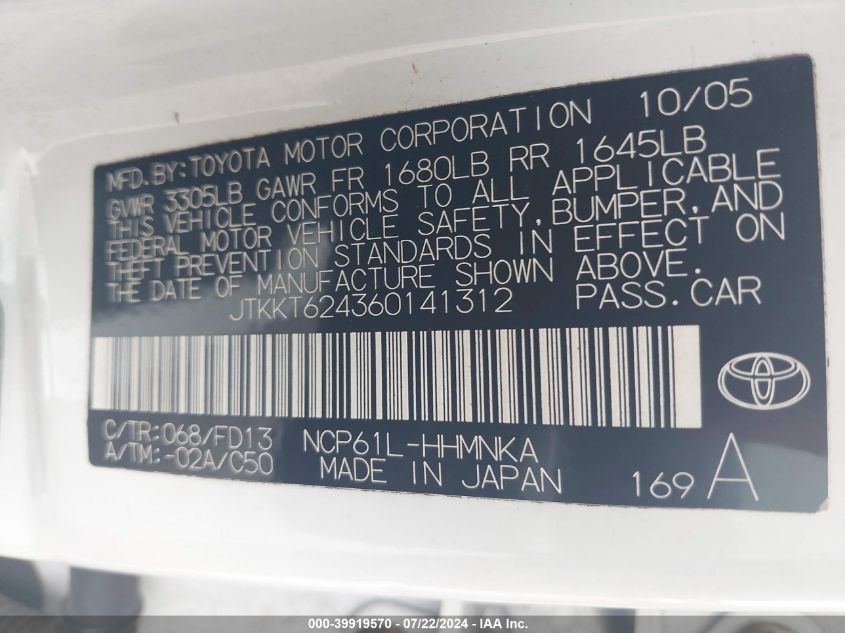 MFD.BY:TOYOTA MOTOR CORPORATION 10/05
GVWR 3305LB GAWR FR 1680LB RR 1645LB
THIS VEHICLE CONFORMS TO ALL APPLICABLE
FEDERAL MOTOR VEHICLE SAFETY,BUMPER,AND
THEFT PREVENTION STANDARDS IN EFFECT ON
THE DATE OF MANUFACTURE SHOWN ABOVE.
JTKKT624360141312 PASS.CAR
C/TR:068/FD13 NCP61L-HHMNKA
A/TM:-02A/C50 MADE IN JAPAN 169 A
000-39919570 - 07/22/2024 - IAA Inc.